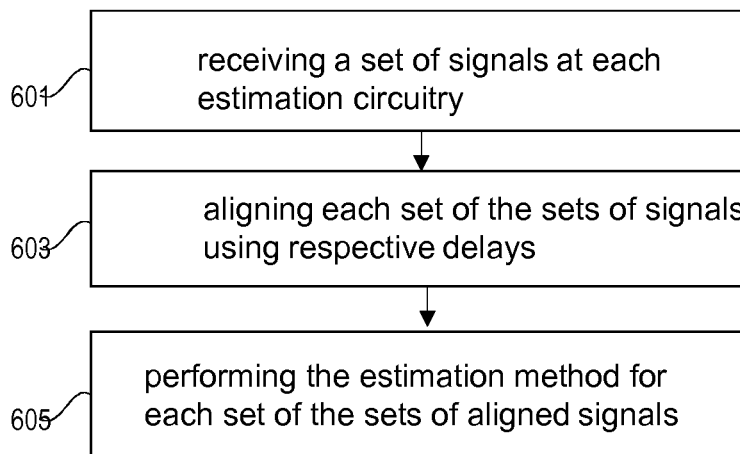 receiving a set of signals at each
601
estimation circuitry
aligning each set of the sets of signals
603
using respective delays
performing the estimation method for
605
each set of the sets of aligned signals